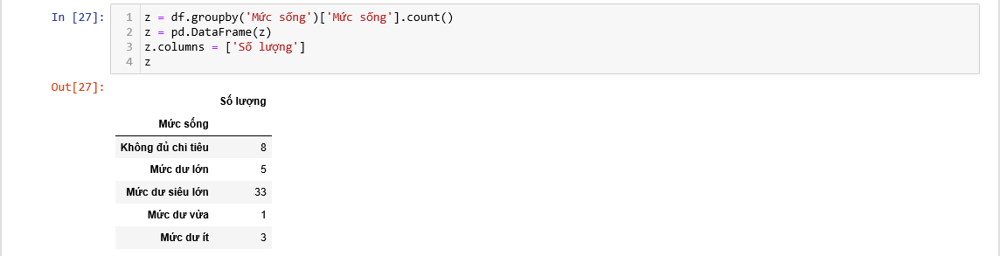 In [27]:
1 z = df.groupby('Mức sống')['Mức sống'].count()
2 z = pd.DataFrame(z)
3 z.columns = ['Số lượng']
4 z
Out[27]:
Số lượng
Mức sống
Không đủ chi tiêu 8
Mức dư lớn 5
Mức dư siêu lớn 33
Mức dư vừa 1
Mức dư ít 3